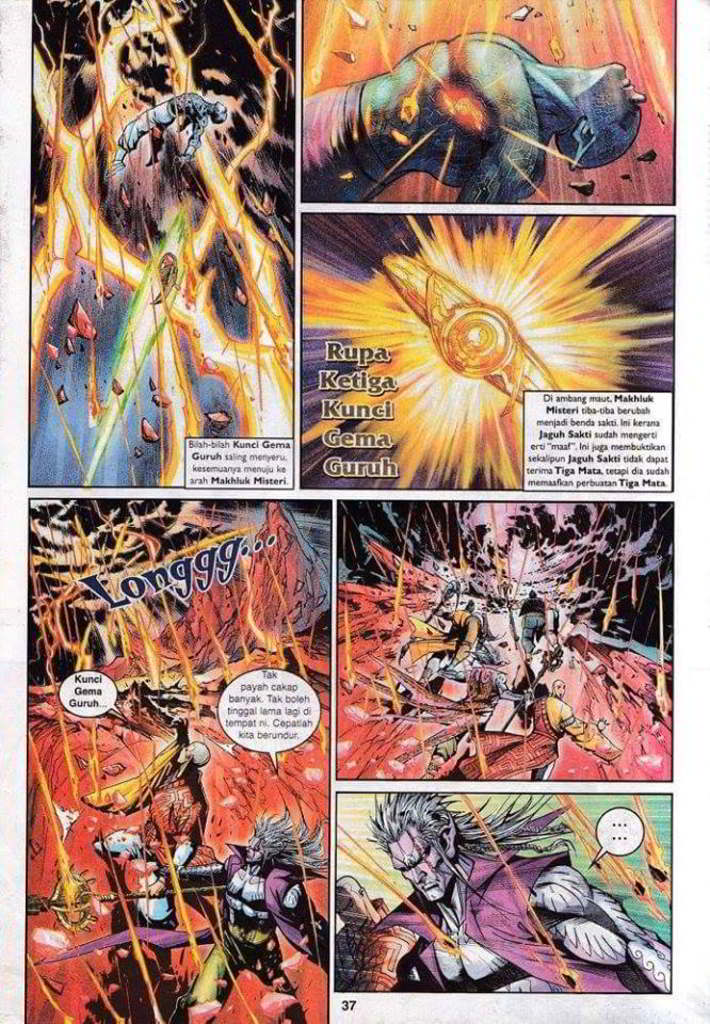 Bilah-bilah Kunci Gema
Guruh saling menyeru,
kesemuanya menuju ke
arah Makhluk Misteri.
Rupa
Ketiga
Kunci
Gema
Guruh
Di ambang maut, Makhluk
Misteri tiba-tiba berubah
menjadi benda sakti. Ini kerana
Jaguh Sakti sudah mengerti
erti "maaf". Ini juga membuktikan
sekalipun Jaguh Sakti tidak dapat
terima Tiga Mata, tetapi dia sudah
memaafkan perbuatan Tiga Mata.
Longgg...
Kunci
Gema
Guruh...
Tak
payah cakap
banyak. Tak boleh
tinggal lama lagi di
tempat ni. Cepatlah
kita berundur.
...
...
37